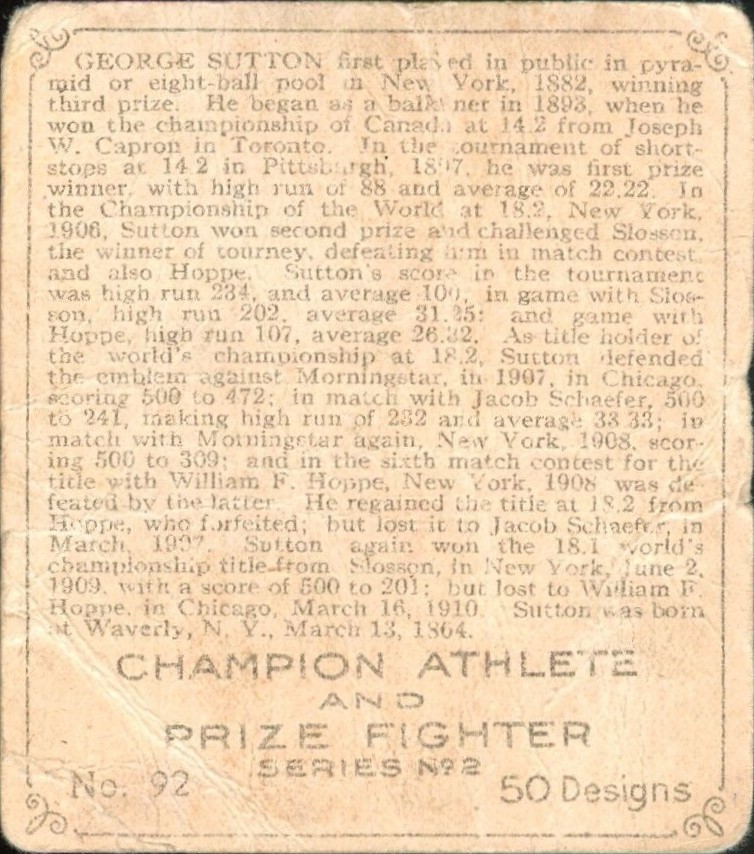 GEORGE SUTTON first played in public in pyra-
mid or eight-ball pool in New York, 1882, winning
third prize. He began as a balk ner in 1893, when he
won the championship of Canada at 14.2 from Joseph
W. Capron in Toronto. In the tournament of short-
stops at 14.2 in Pittsburgh, 1897, he was first prize
winner, with high run of 88 and average of 22.22. In
the Championship of the World at 18.2, New York,
1906, Sutton won second prize and challenged Slosson,
the winner of tourney, defeating him in match contest,
and also Hoppe. Sutton's score in the tournament
was high run 234, and average 100, in game with Slos-
son, high run 202, average 31.25; and game with
Hoppe, high run 107, average 26.32. As title holder of
the world's championship at 18.2, Sutton defended
the emblem against Morningstar, in 1907, in Chicago,
scoring 500 to 472; in match with Jacob Schaefer, 500
to 241, making high run of 232 and average 33.33; in
match with Morningstar again, New York, 1908, scor-
ing 500 to 309; and in the sixth match contest for the
title with William F. Hoppe, New York, 1908 was de-
feated by the latter. He regained the title at 18.2 from
Hoppe, who forfeited; but lost it to Jacob Schaefer, in
March, 1907. Sutton again won the 18.1 world's
championship title from Slosson, in New York, June 2,
1909, with a score of 500 to 201; but lost to William F.
Hoppe, in Chicago, March 16, 1910. Sutton was born
at Waverly, N. Y., March 13, 1864.
CHAMPION ATHLETE
AND
PRIZE FIGHTER
SERIES No2
No. 92
50 Designs